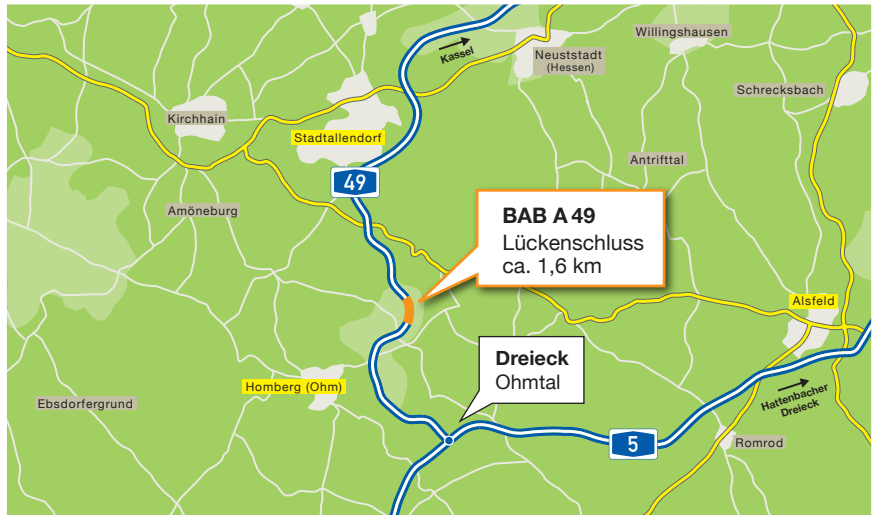 Willingshausen
Kassel
Neuststadt
(Hessen)
Schrecksbach
Kirchhain
Stadtallendorf
Antrifttal
49
Amöneburg
BAB A 49
Lückenschluss
ca. 1,6 km
Alsfeld
Dreieck
Ohmtal
Homberg (Ohm)
Hattenbacher
Dreieck
Ebsdorfergrund
5
Romrod